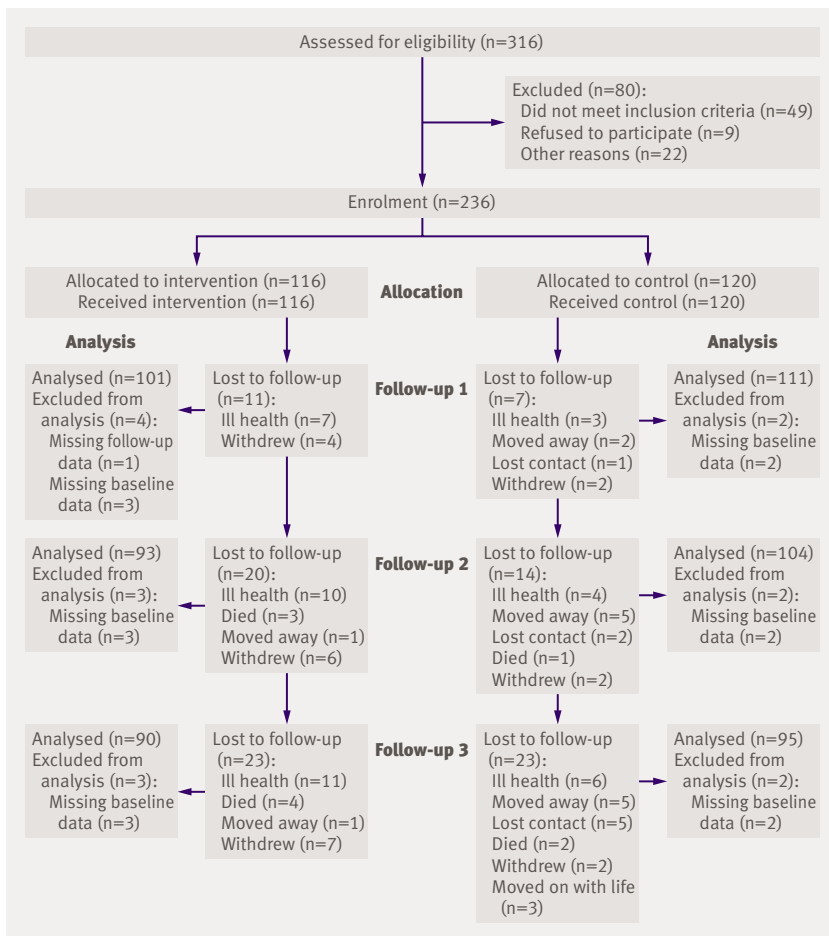 Assessed for eligibility (n=316)
Excluded (n=80):
Did not meet inclusion criteria (n=49)
Refused to participate (n=9)
Other reasons (n=22)
Enrolment (n=236)
Allocated to intervention (n=116)
Received intervention (n=116)
Allocation
Allocated to control (n=120)
Received control (n=120)
Analysis
Analysis
Analysed (n=101)
Excluded from
analysis (n=4):
Missing follow-up
data (n=1)
Missing baseline
data (n=3)
Lost to follow-up
(n=11):
Ill health (n=7)
Withdrew (n=4)
Follow-up 1
Lost to follow-up
(n=7):
Ill health (n=3)
Moved away (n=2)
Lost contact (n=1)
Withdrew (n=2)
Analysed (n=111)
Excluded from
analysis (n=2):
Missing baseline
data (n=2)
Analysed (n=93)
Excluded from
analysis (n=3):
Missing baseline
data (n=3)
Lost to follow-up
(n=20):
Ill health (n=10)
Died (n=3)
Moved away (n=1)
Withdrew (n=6)
Follow-up 2
Lost to follow-up
(n=14):
Ill health (n=4)
Moved away (n=5)
Lost contact (n=2)
Died (n=1)
Withdrew (n=2)
Analysed (n=104)
Excluded from
analysis (n=2):
Missing baseline
data (n=2)
Analysed (n=90)
Excluded from
analysis (n=3):
Missing baseline
data (n=3)
Lost to follow-up
(n=23):
Ill health (n=11)
Died (n=4)
Moved away (n=1)
Withdrew (n=7)
Follow-up 3
Lost to follow-up
(n=23):
Ill health (n=6)
Moved away (n=5)
Lost contact (n=5)
Died (n=2)
Withdrew (n=2)
Moved on with life
(n=3)
Analysed (n=95)
Excluded from
analysis (n=2):
Missing baseline
data (n=2)